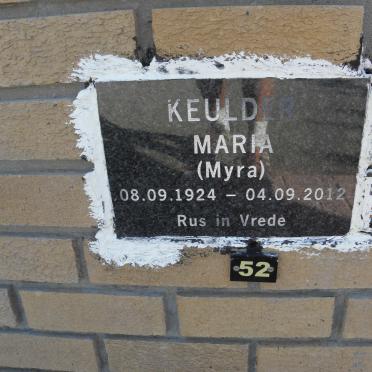 KEULDER
MARIA
(Myra)
08.09.1924 – 04.09.2012
Rus in Vrede
52